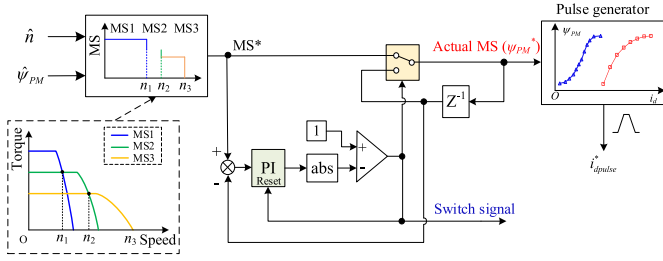 n̂
ψ̂PM
MS
MS1 MS2 MS3
n1 n2 n3
MS*
Actual MS (ψPM*)
Pulse generator
ψPM
O
id
i*dpulse
Z-1
1
+
-
+
-
PI
Reset
abs
Switch signal
MS1
MS2
MS3
Torque
O
n1 n2 n3 Speed